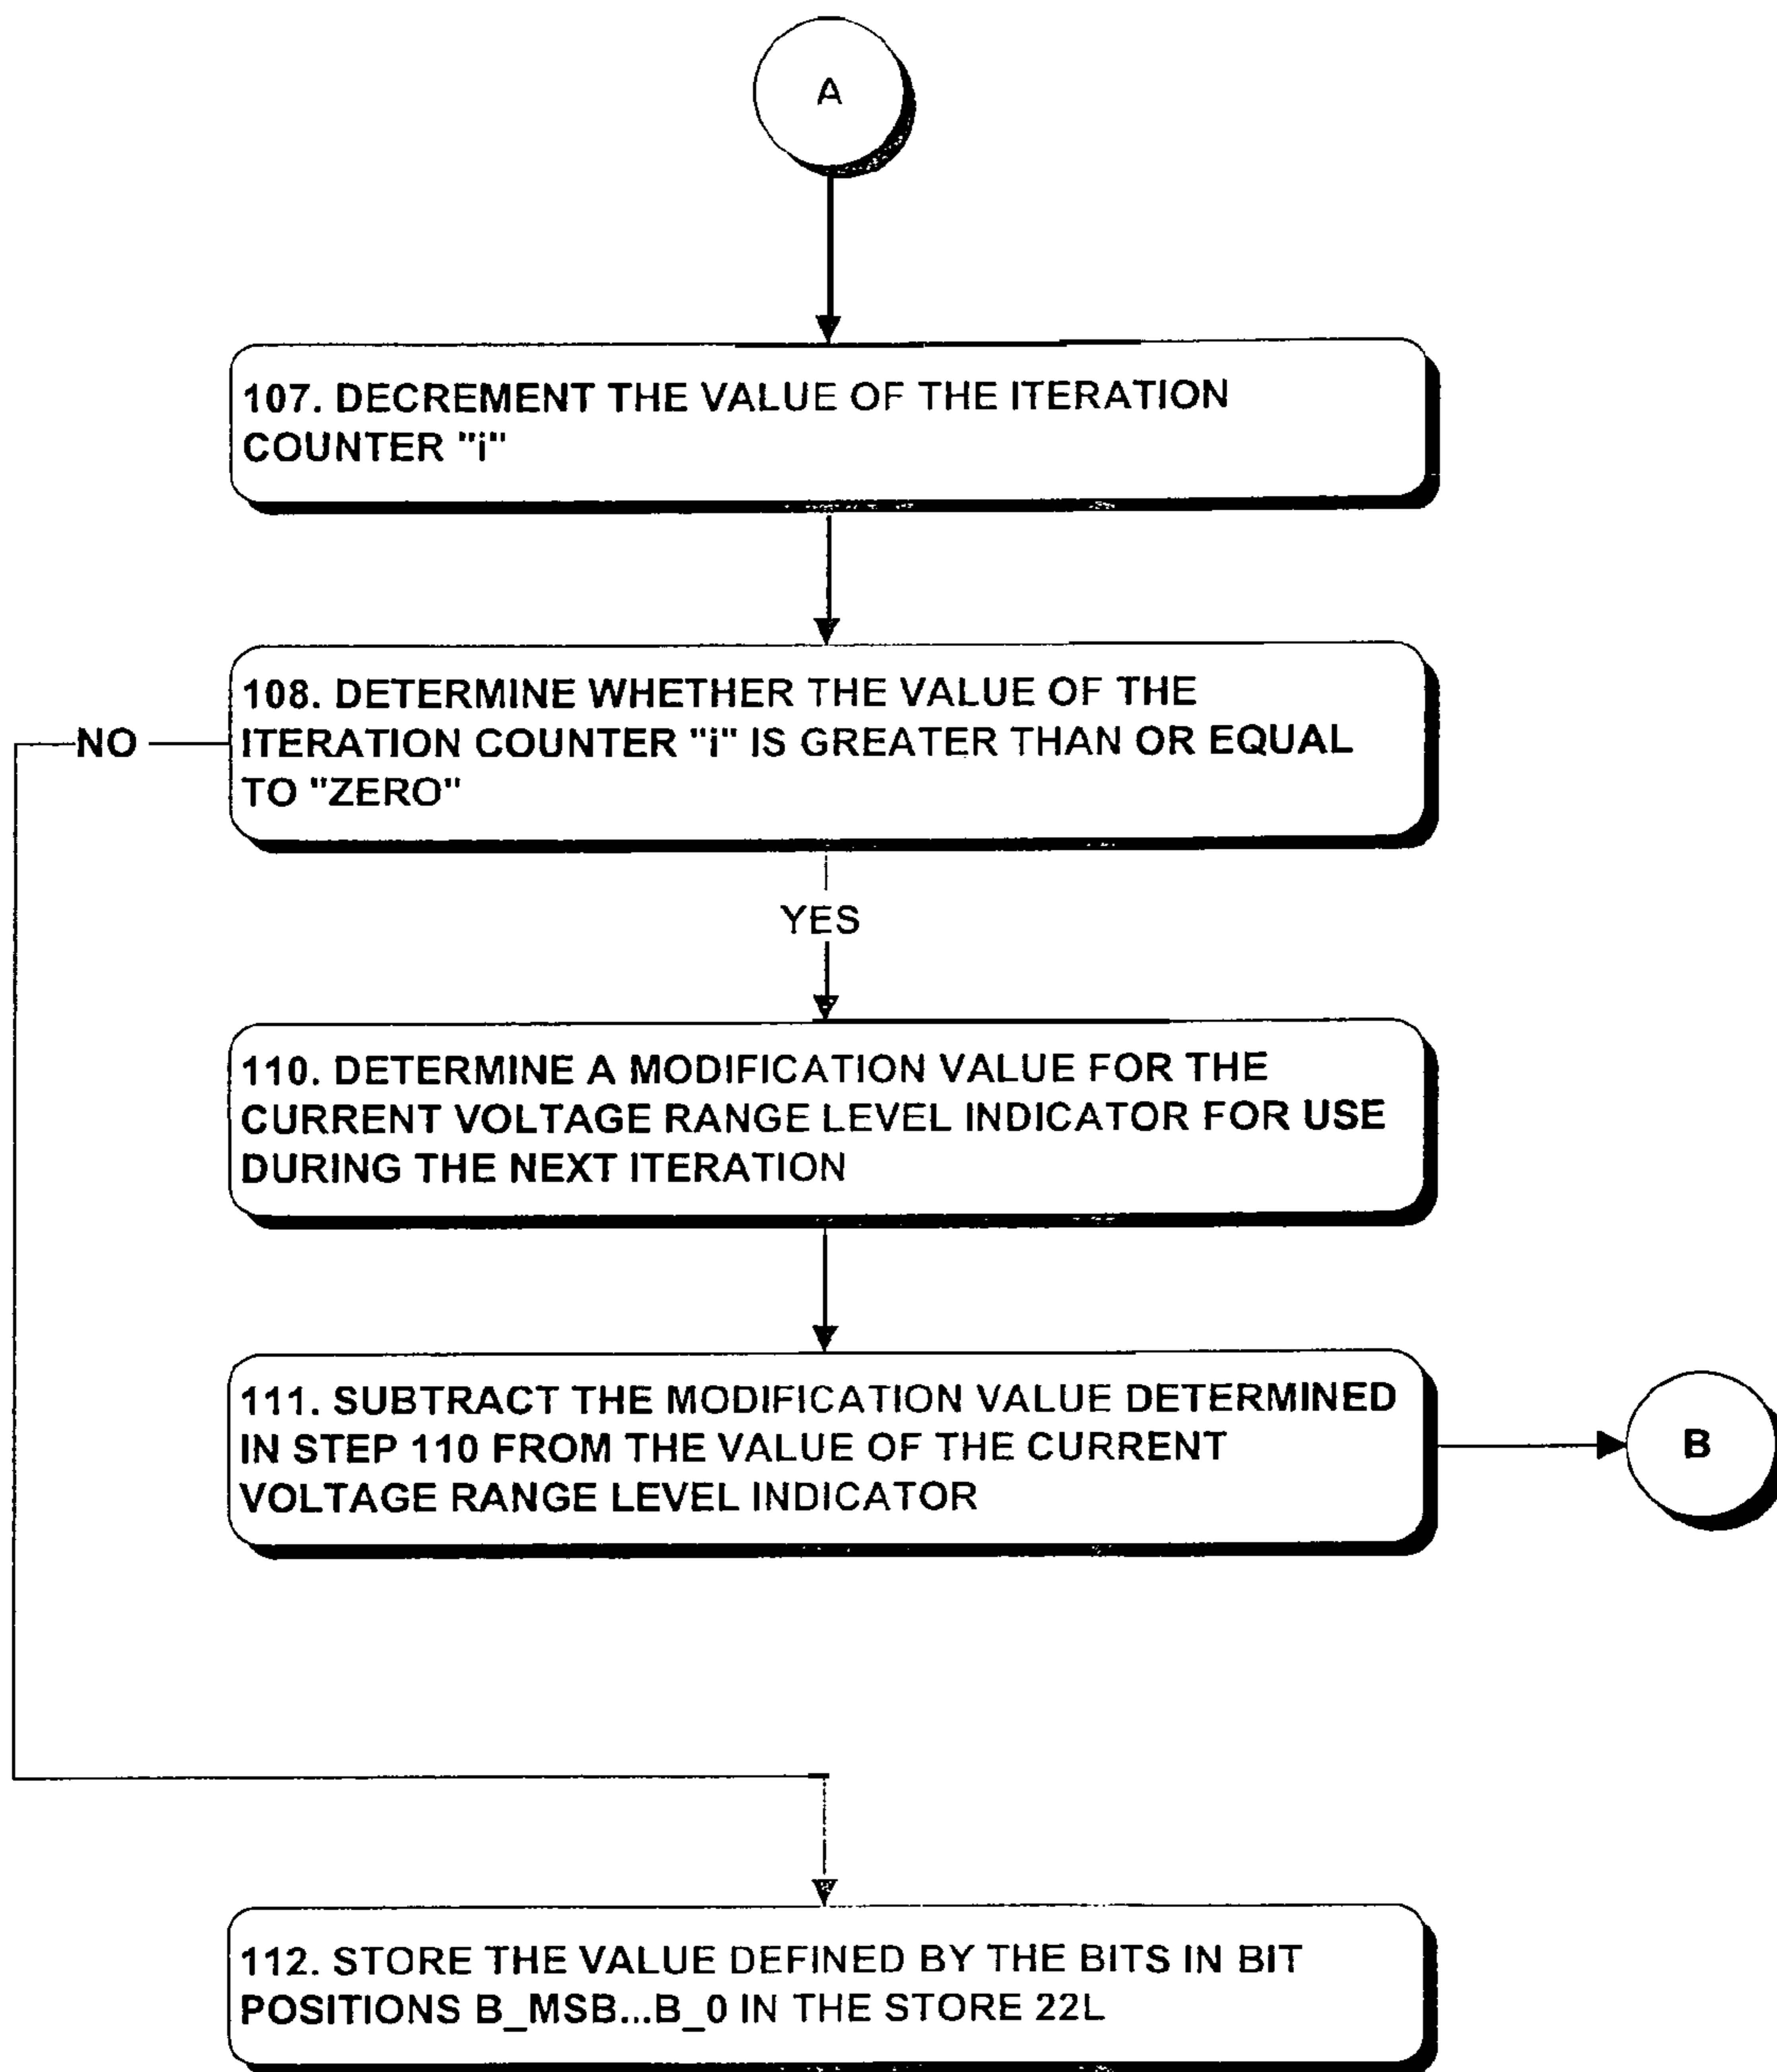 A
107. DECREMENT THE VALUE OF THE ITERATION
COUNTER "i"
108. DETERMINE WHETHER THE VALUE OF THE
ITERATION COUNTER "i" IS GREATER THAN OR EQUAL
TO "ZERO"
NO
YES
110. DETERMINE A MODIFICATION VALUE FOR THE
CURRENT VOLTAGE RANGE LEVEL INDICATOR FOR USE
DURING THE NEXT ITERATION
111. SUBTRACT THE MODIFICATION VALUE DETERMINED
IN STEP 110 FROM THE VALUE OF THE CURRENT
VOLTAGE RANGE LEVEL INDICATOR
B
112. STORE THE VALUE DEFINED BY THE BITS IN BIT
POSITIONS B_MSB...B_0 IN THE STORE 22L